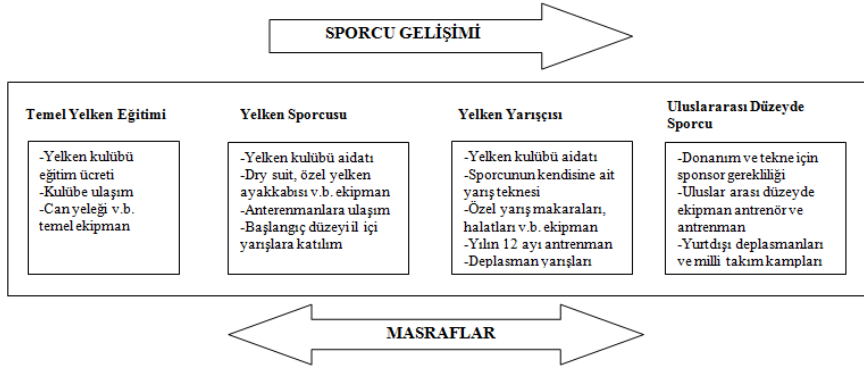 SPORCU GELİŞİMİ
Temel Yelken Eğitimi
-Yelken kulübü
eğitim ücreti
-Kulübe ulaşım
-Can yeleği v.b.
temel ekipman
Yelken Sporcusu
-Yelken kulübü aidatı
-Dry suit, özel yelken
ayakkabısı v.b. ekipman
-Anterenmanlara ulaşım
-Başlangıç düzeyi il içi
yarışlara katılım
Yelken Yarışçısı
-Yelken kulübü aidatı
-Sporcunun kendisine ait
yarış teknesi
-Özel yarış makaraları,
halatları v.b. ekipman
-Yılın 12 ayı antrenman
-Deplasman yarışları
Uluslararası Düzeyde
Sporcu
-Donanım ve tekne için
sponsor gerekliliği
-Uluslar arası düzeyde
ekipman antrenör ve
antrenman
-Yurtdışı deplasmanları
ve milli takım kampları
MASRAFLAR